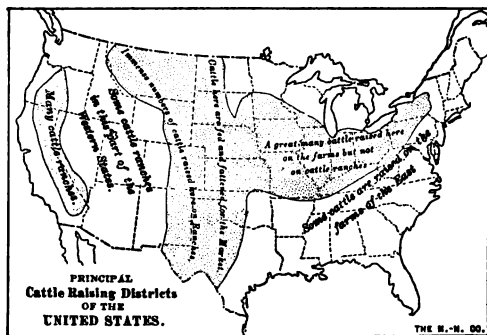 Many cattle ranches
Some cattle ranches
in this part of the
Western States.
Immense number of cattle raised here on Ranches.
Cattle here are fed and fattened for the Market.
A great many cattle raised here
on the farms but not
on cattle ranches
Some cattle are raised on the
farms of the East
PRINCIPAL
Cattle Raising Districts
OF THE
UNITED STATES.
THE M.-N. CO.